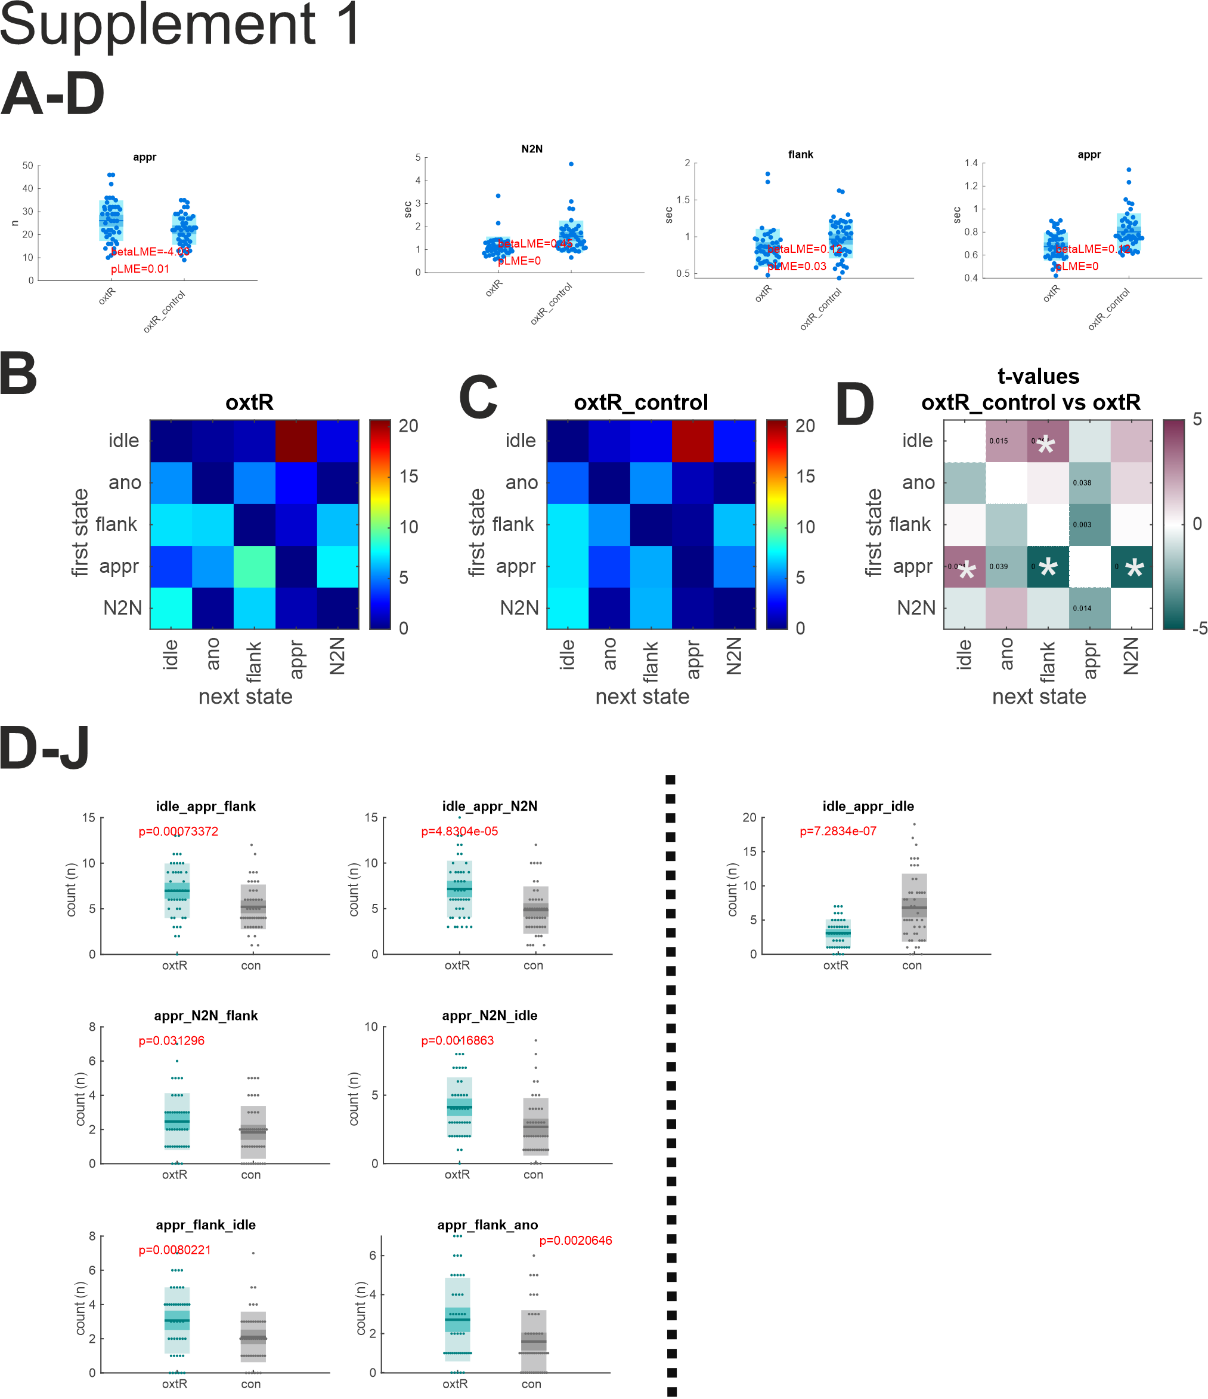 Supplement 1
A-D
appr
50
40
30
20
10
0
n
betaLME=-4.
pLME=0.01
oxtR
oxtR_control
N2N
5
4
3
2
1
0
sec
betaLME=0.45
pLME=0
oxtR
oxtR_control
flank
2
1.5
1
0.5
sec
betaLME=0.12
pLME=0.03
oxtR
oxtR_control
appr
1.4
1.2
1
0.8
0.6
0.4
sec
betaLME=0.12
pLME=0
oxtR
oxtR_control
B
oxtR
idle
ano
flank
appr
N2N
first state
idle
ano
flank
appr
N2N
next state
20
15
10
5
0
C
oxtR_control
idle
ano
flank
appr
N2N
first state
idle
ano
flank
appr
N2N
next state
20
15
10
5
0
D
t-values
oxtR_control vs oxtR
idle
ano
flank
appr
N2N
first state
0.015
*
0.038
0.003
*
0.039
*
*
0.014
idle
ano
flank
appr
N2N
next state
5
0
-5
D-J
idle_appr_flank
p=0.00073372
15
10
5
0
count (n)
oxtR
con
idle_appr_N2N
p=4.8304e-05
15
10
5
0
count (n)
oxtR
con
idle_appr_idle
p=7.2834e-07
20
15
10
5
0
count (n)
oxtR
con
appr_N2N_flank
p=0.031296
8
6
4
2
0
count (n)
oxtR
con
appr_N2N_idle
p=0.0016863
10
5
0
count (n)
oxtR
con
appr_flank_idle
p=0.0080221
8
6
4
2
0
count (n)
oxtR
con
appr_flank_ano
p=0.0020646
6
4
2
0
count (n)
oxtR
con